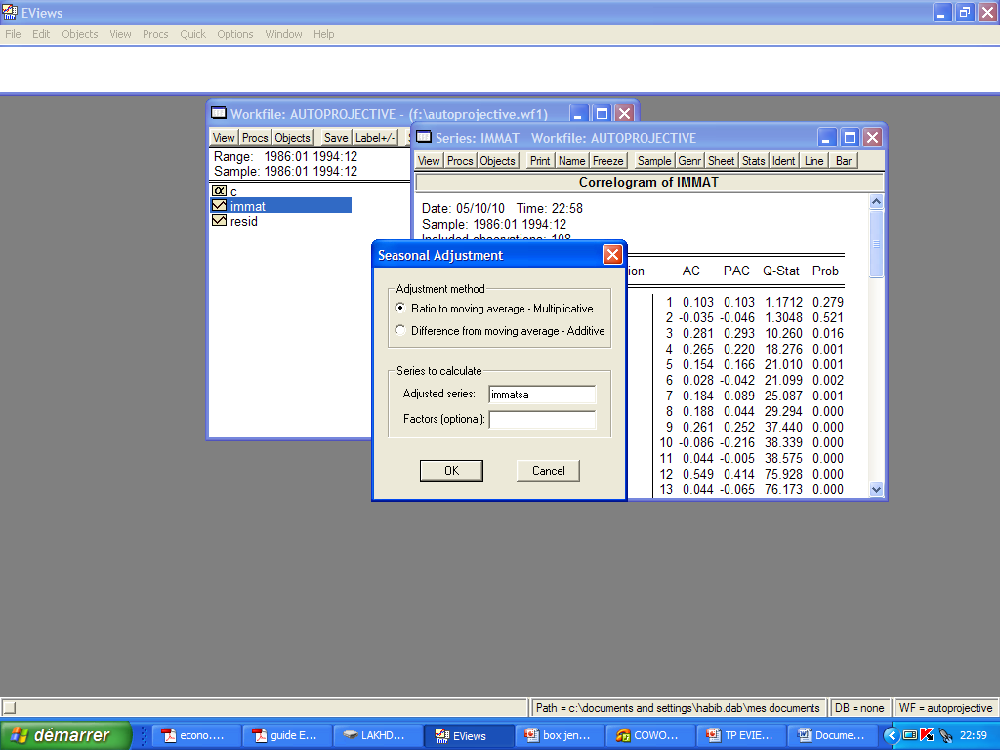 EViews
File Edit Objects View Procs Quick Options Window Help
Workfile: AUTOPROJECTIVE - (f:\autoprojective.wf1)
View Procs Objects Save Label+/-
Range: 1986:01 1994:12
Sample: 1986:01 1994:12
c
immat
resid
Series: IMMAT Workfile: AUTOPROJECTIVE
View Procs Objects Print Name Freeze Sample Genr Sheet Stats Ident Line Bar
Correlogram of IMMAT
Date: 05/10/10 Time: 22:58
Sample: 1986:01 1994:12
Included observations: 108
ion AC PAC Q-Stat Prob
1 0.103 0.103 1.1712 0.279
2 -0.035 -0.046 1.3048 0.521
3 0.281 0.293 10.260 0.016
4 0.265 0.220 18.276 0.001
5 0.154 0.166 21.010 0.001
6 0.028 -0.042 21.099 0.002
7 0.184 0.089 25.087 0.001
8 0.188 0.044 29.294 0.000
9 0.261 0.252 37.440 0.000
10 -0.086 -0.216 38.339 0.000
11 0.044 -0.005 38.575 0.000
12 0.549 0.414 75.928 0.000
13 0.044 -0.065 76.173 0.000
Seasonal Adjustment
Adjustment method
Ratio to moving average - Multiplicative
Difference from moving average - Additive
Series to calculate
Adjusted series: immatsa
Factors (optional):
OK Cancel
Path = c:\documents and settings\habib.dab\mes documents DB = none WF = autoprojective
démarrer econo.... guide E... LAKHD... EViews box jen... COWO... TP EVIE... Docume... 22:59